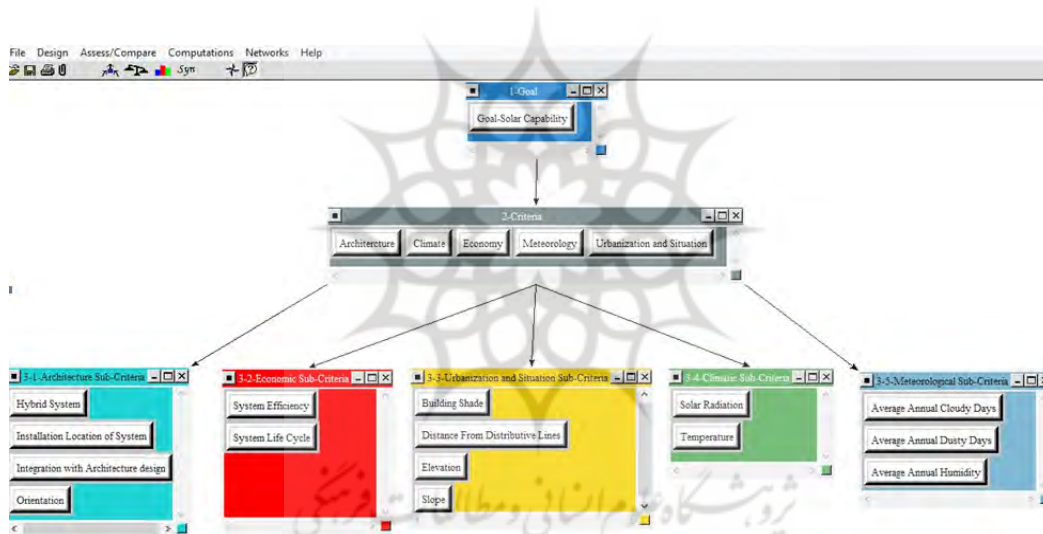 File Design Assess/Compare Computations Networks Help
Syn
1-Goal
Goal-Solar Capability
2-Criteria
Architercture Climate Economy Meteorology Urbanization and Situation
3-1-Architecture Sub-Criteria
Hybrid System
Installation Location of System
Integration with Architecture design
Orientation
3-2-Economic Sub-Criteria
System Efficiency
System Life Cycle
3-3-Urbanization and Situation Sub-Criteria
Building Shade
Distance From Distributive Lines
Elevation
Slope
3-4-Climatic Sub-Criteria
Solar Radiation
Temperature
3-5-Meteorological Sub-Criteria
Average Annual Cloudy Days
Average Annual Dusty Days
Average Annual Humidity
پژوهشگاه علوم انسانی و مطالعات فرهنگی